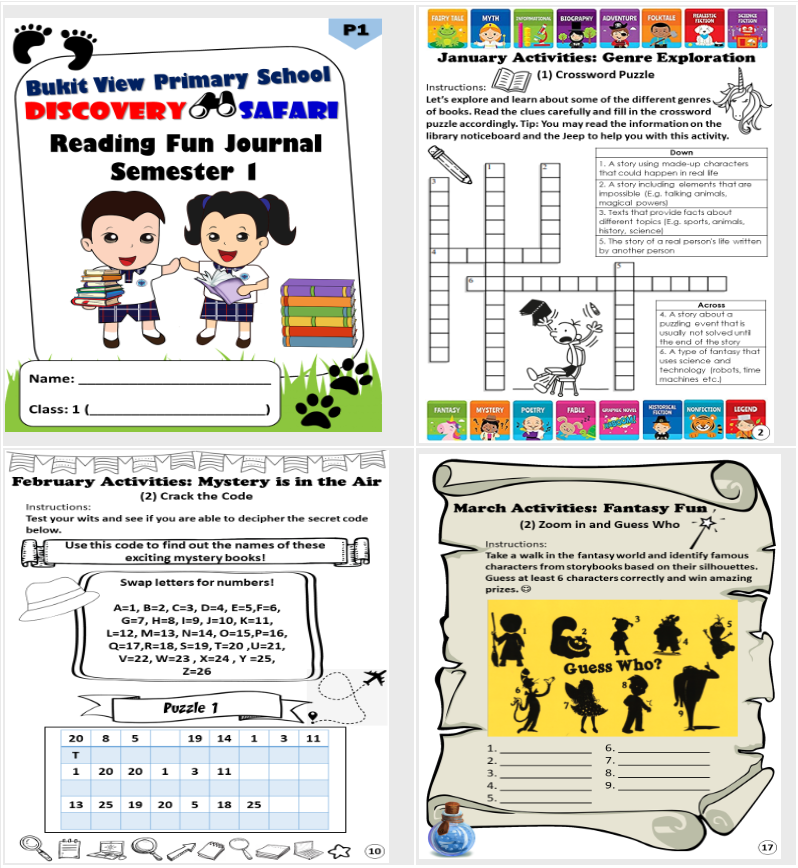 P1
Bukit View Primary School
DISCOVERY SAFARI
Reading Fun Journal
Semester 1
Name: ____________________
Class: 1 (____________________)
FAIRY TALE MYTH INFORMATIONAL BIOGRAPHY ADVENTURE FOLKTALE REALISTIC FICTION SCIENCE FICTION
January Activities: Genre Exploration
(1) Crossword Puzzle
Instructions:
Let's explore and learn about some of the different genres
of books. Read the clues carefully and fill in the crossword
puzzle accordingly. Tip: You may read the information on the
library noticeboard and the Jeep to help you with this activity.
Down
1. A story using made-up characters
that could happen in real life
2. A story including elements that are
impossible (E.g. talking animals,
magical powers)
3. Texts that provide facts about
different topics (E.g. sports, animals,
history, science)
5. The story of a real person's life written
by another person
1
2
3
4
5
6
Across
4. A story about a
puzzling event that is
usually not solved until
the end of the story
6. A type of fantasy that
uses science and
technology (robots, time
machines etc.)
FANTASY MYSTERY POETRY FABLE GRAPHIC NOVEL HISTORICAL FICTION NONFICTION LEGEND
2
February Activities: Mystery is in the Air
(2) Crack the Code
Instructions:
Test your wits and see if you are able to decipher the secret code
below.
Use this code to find out the names of these
exciting mystery books!
Swap letters for numbers!
A=1, B=2, C=3, D=4, E=5,F=6,
G=7, H=8, I=9, J=10, K=11,
L=12, M=13, N=14, O=15,P=16,
Q=17,R=18, S=19, T=20 ,U=21,
V=22, W=23 , X=24 , Y =25,
Z=26
Puzzle 1
20 8 5 19 14 1 3 11
T
1 20 20 1 3 11
13 25 19 20 5 18 25
10
March Activities: Fantasy Fun
(2) Zoom in and Guess Who
Instructions:
Take a walk in the fantasy world and identify famous
characters from storybooks based on their silhouttes.
Guess at least 6 characters correctly and win amazing
prizes. ☺
1 2 3 4 5
Guess Who?
6 7 8 9
1. ____________ 6. ____________
2. ____________ 7. ____________
3. ____________ 8. ____________
4. ____________ 9. ____________
5. ____________
17